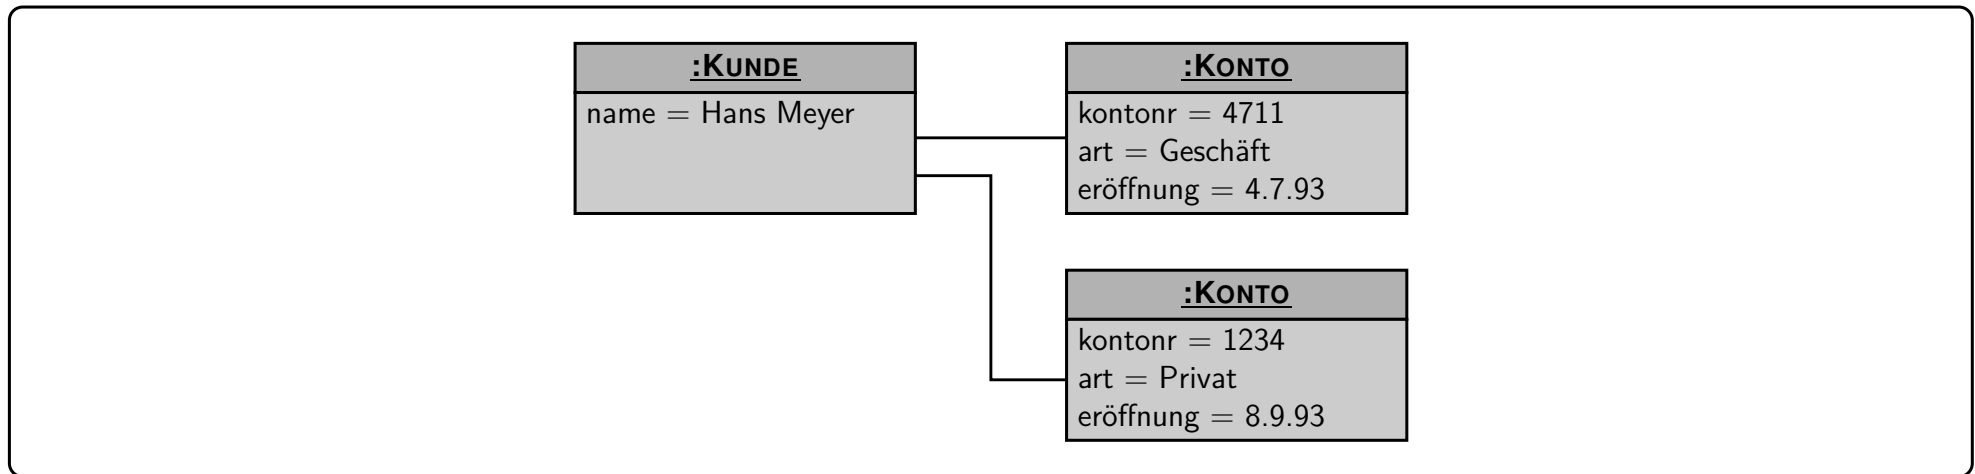 :KUNDE
name = Hans Meyer
:KONTO
kontonr = 4711
art = Geschäft
eröffnung = 4.7.93
:KONTO
kontonr = 1234
art = Privat
eröffnung = 8.9.93